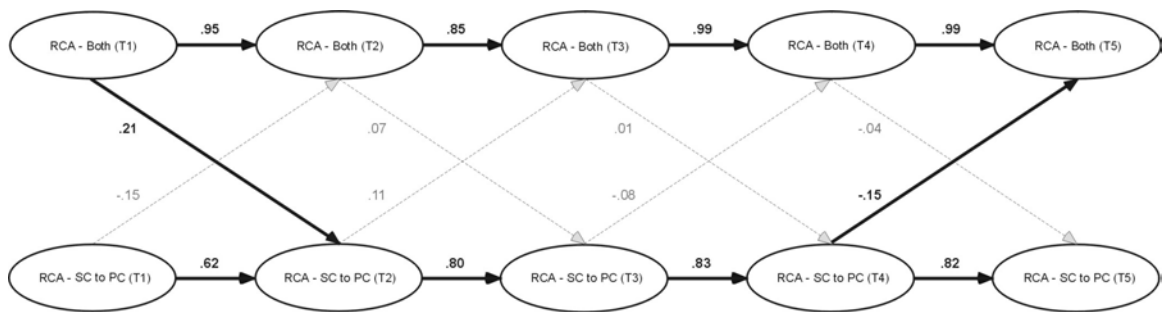 .95
.85
.99
.99
RCA - Both (T1)
RCA - Both (T2)
RCA - Both (T3)
RCA - Both (T4)
RCA - Both (T5)
.21
.07
.01
-.04
-.15
.11
-.08
-.15
.62
.80
.83
.82
RCA - SC to PC (T1)
RCA - SC to PC (T2)
RCA - SC to PC (T3)
RCA - SC to PC (T4)
RCA - SC to PC (T5)